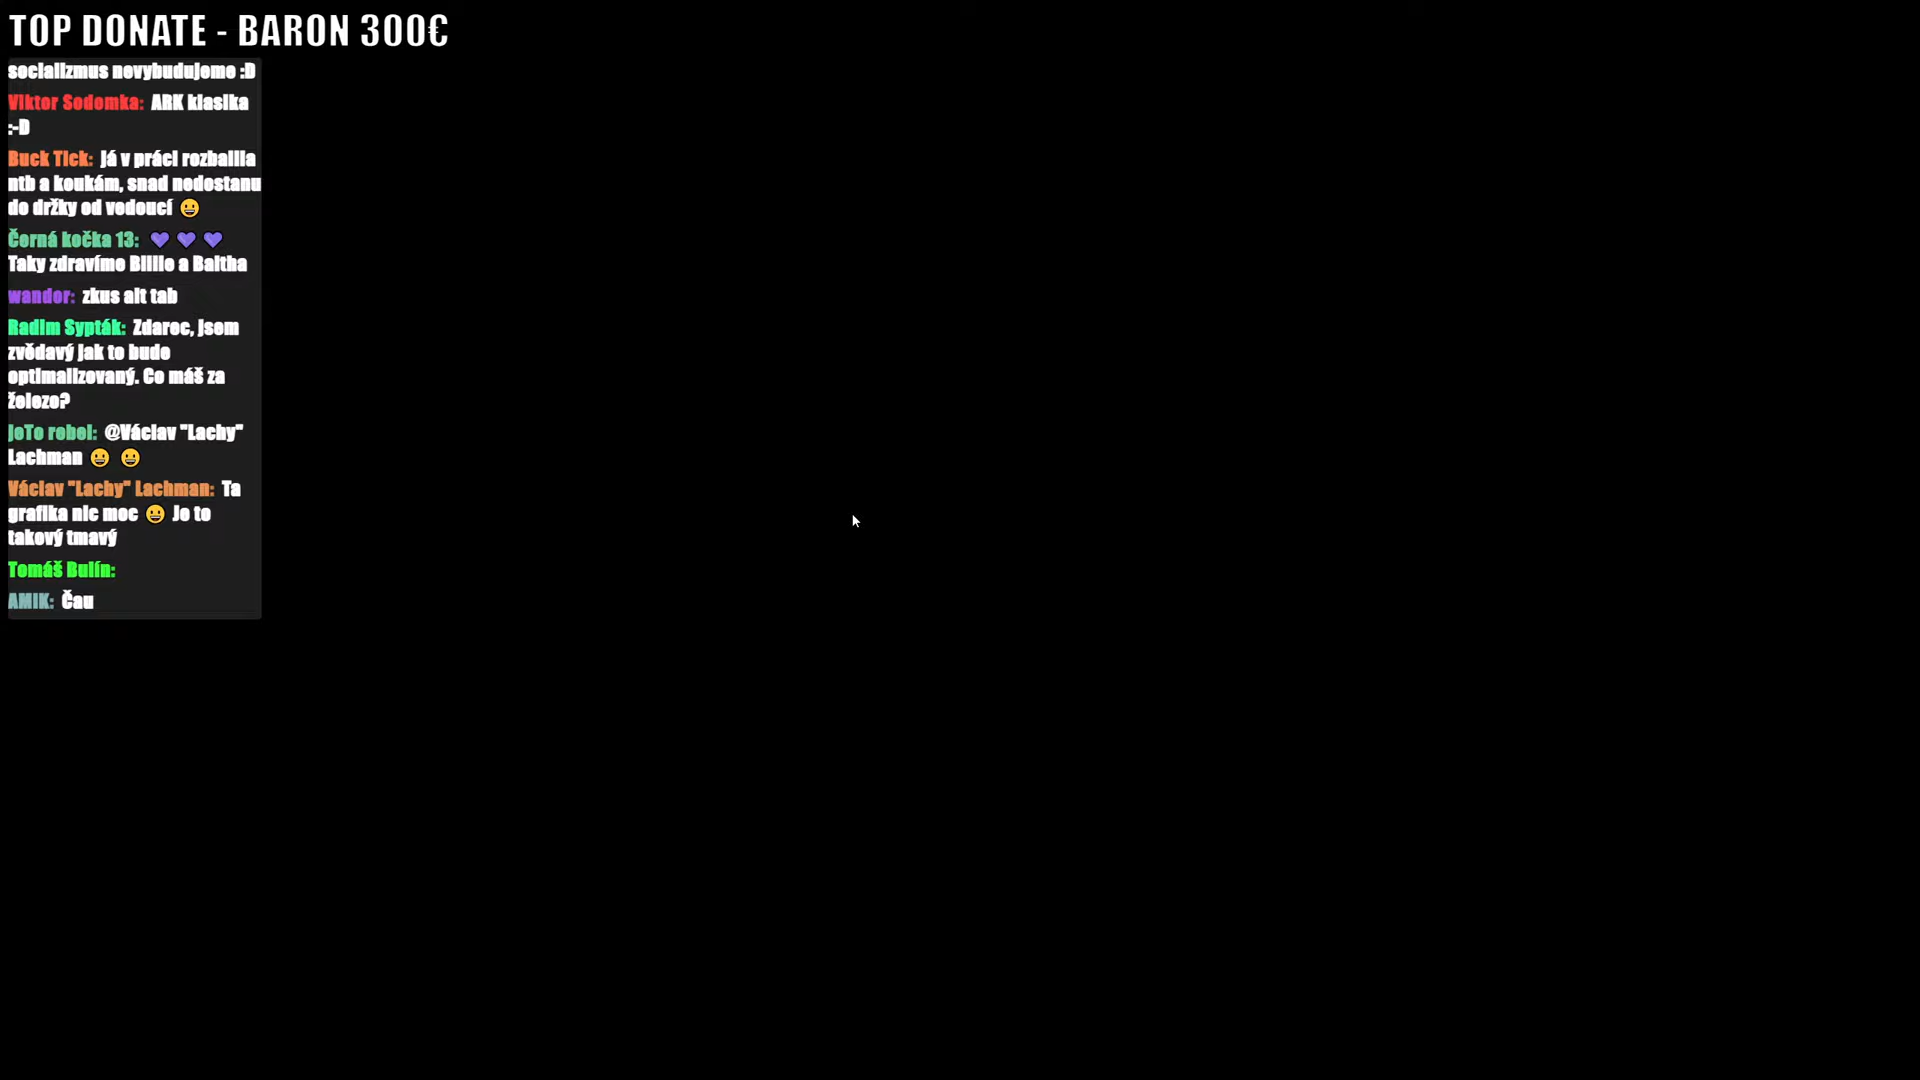 TOP DONATE - BARON 300€
socializmus nevybudujeme :D
Viktor Sodomka: ARK klasika
:-D
Buck Tick: já v práci rozbalila
ntb a koukám, snad nedostanu
do držky od vedoucí 😀
Černá kočka 13: 💜 💜 💜
Taky zdravíme Billie a Baltha
wander: zkus alt tab
Radim Sypták: Zdarec, jsem
zvědavý jak to bude
optimalizovaný. Co máš za
železo?
JoTo rebel: @Václav "Lachy"
Lachman 😀 😀
Václav "Lachy" Lachman: Ta
grafika nic moc 😀 Je to
takový tmavý
Tomáš Bulín:
AMIK: Čau